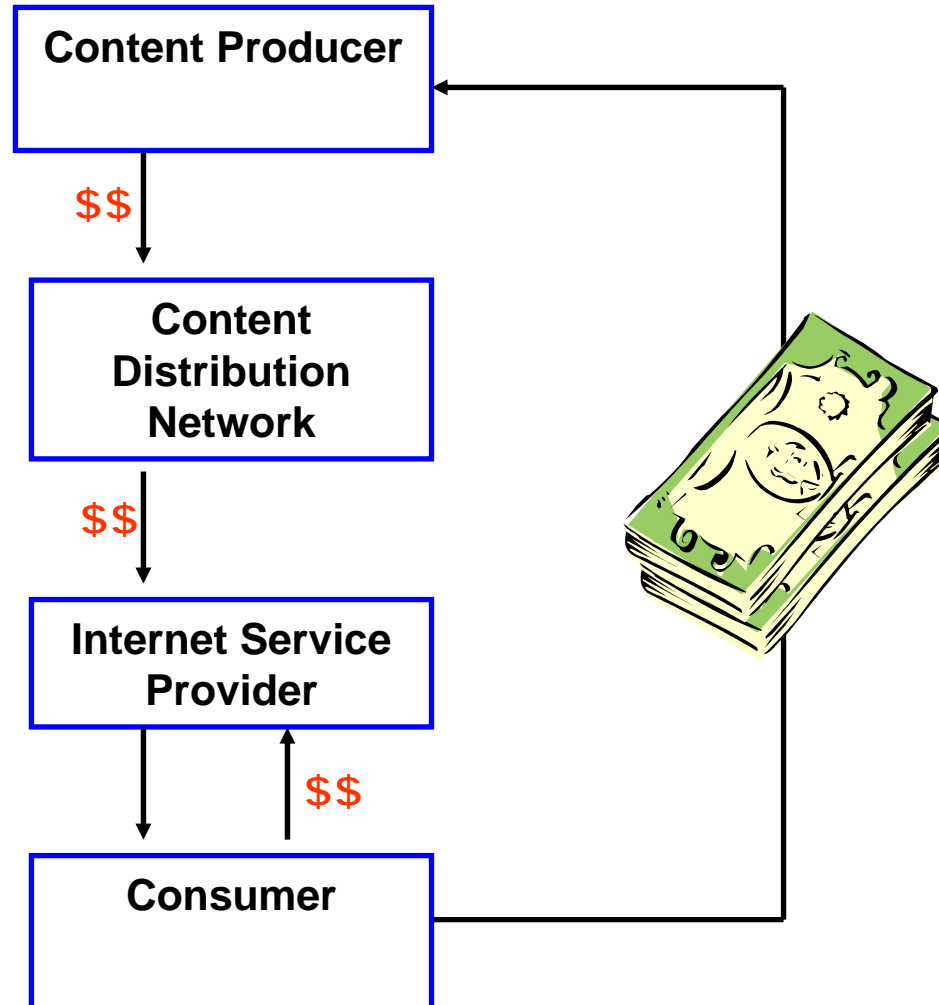 Content Producer
$$
Content
Distribution
Network
$$
Internet Service
Provider
$$
Consumer